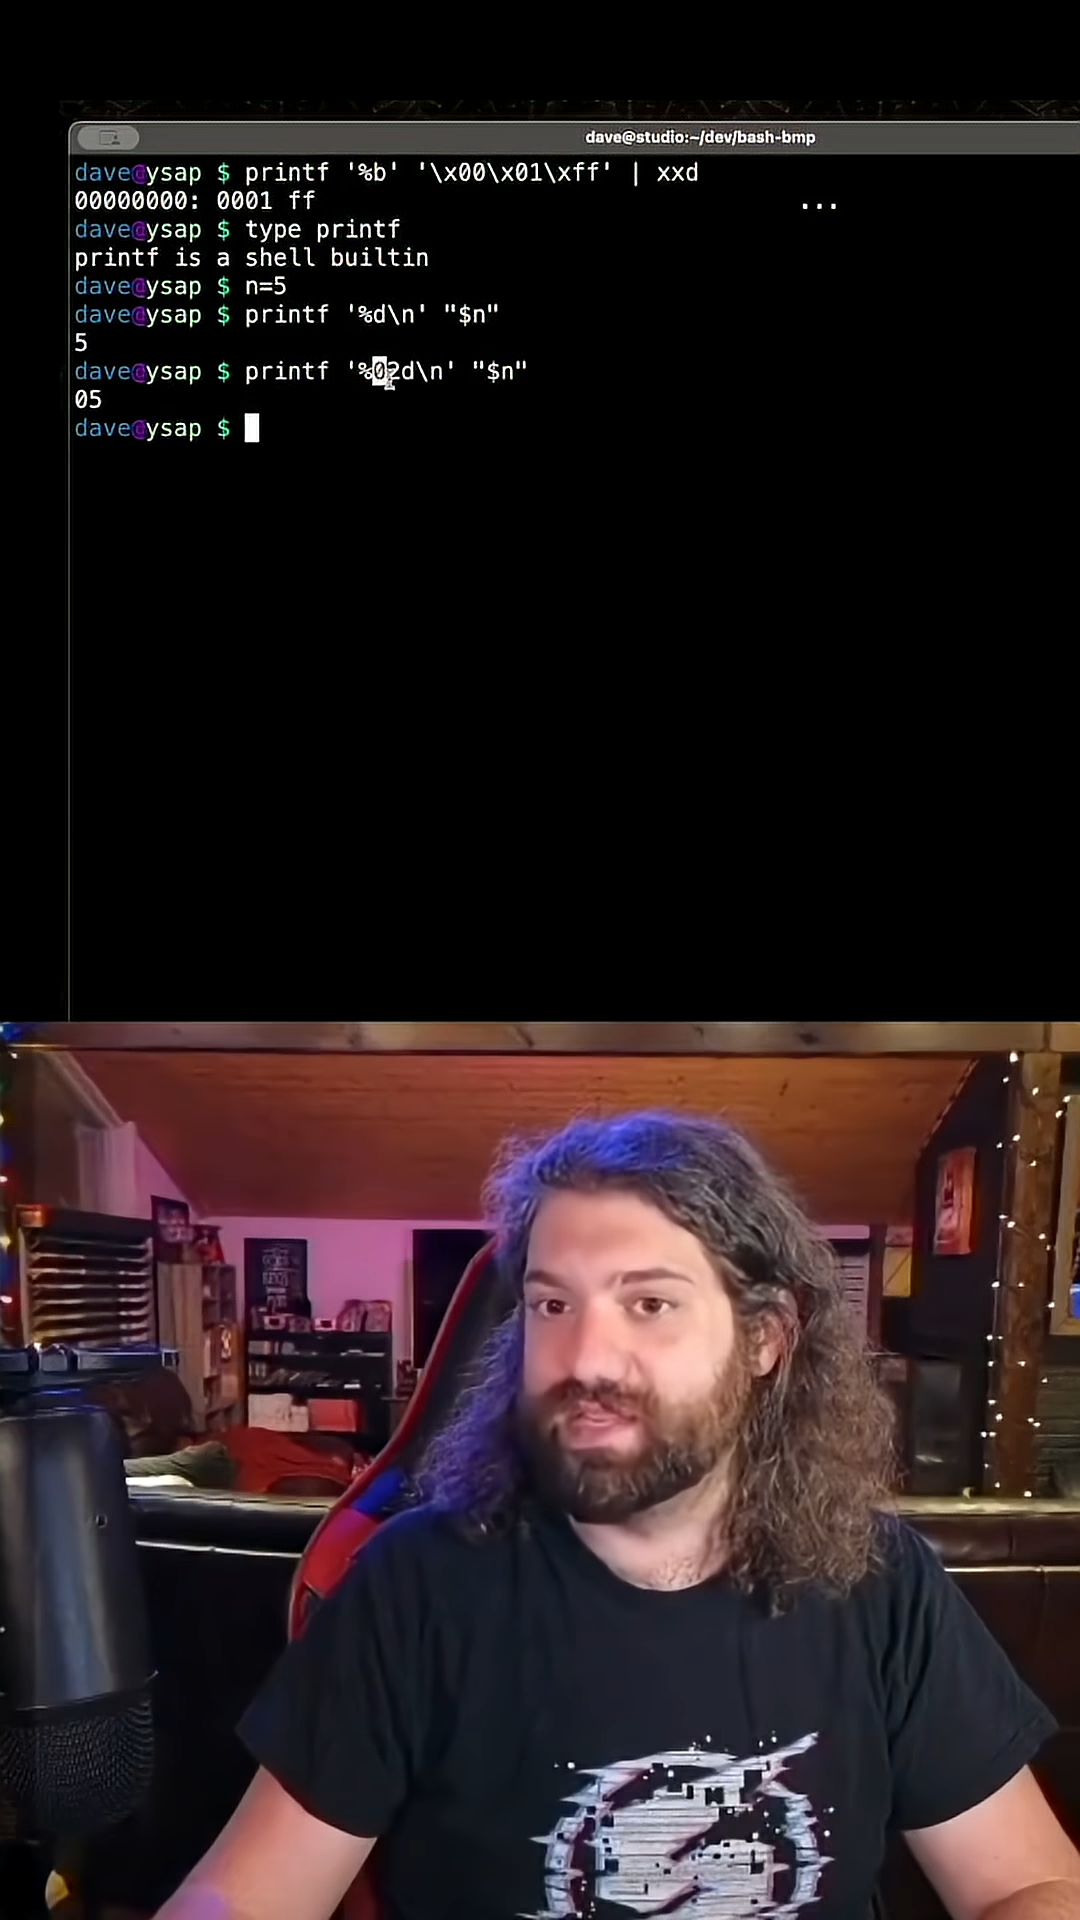 dave@studio:~/dev/bash-bmp
dave@ysap $ printf '%b' '\x00\x01\xff' | xxd
00000000: 0001 ff                                  ...
dave@ysap $ type printf
printf is a shell builtin
dave@ysap $ n=5
dave@ysap $ printf '%d\n' "$n"
5
dave@ysap $ printf '%02d\n' "$n"
05
dave@ysap $